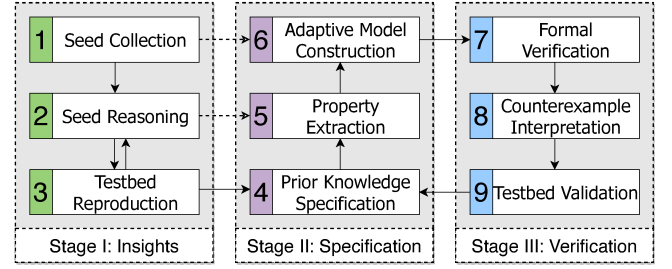 1 Seed Collection
2 Seed Reasoning
3 Testbed
Reproduction
Stage I: Insights
6 Adaptive Model
Construction
5 Property
Extraction
4 Prior Knowledge
Specification
Stage II: Specification
7 Formal
Verification
8 Counterexample
Interpretation
9 Testbed Validation
Stage III: Verification